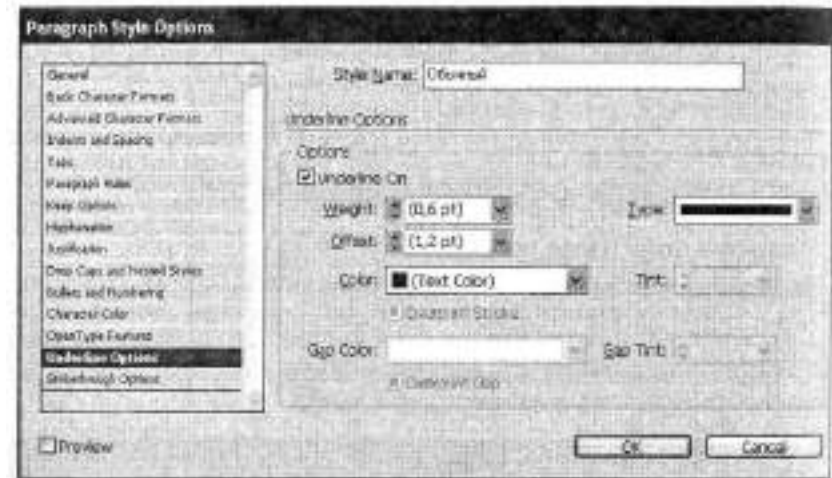 Paragraph Style Options
General
Basic Character Formats
Advanced Character Formats
Indents and Spacing
Tabs
Paragraph Rules
Keep Options
Hyphenation
Justification
Drop Caps and Nested Styles
Bullets and Numbering
Character Color
OpenType Features
Underline Options
Strikethrough Options
Style Name: Обычный
Underline Options
Options
Underline On
Weight: (0,6 pt)
Type:
Offset: (1,2 pt)
Color: (Text Color)
Tint:
Overprint Stroke
Gap Color:
Gap Tint:
Overprint Gap
Preview
OK
Cancel